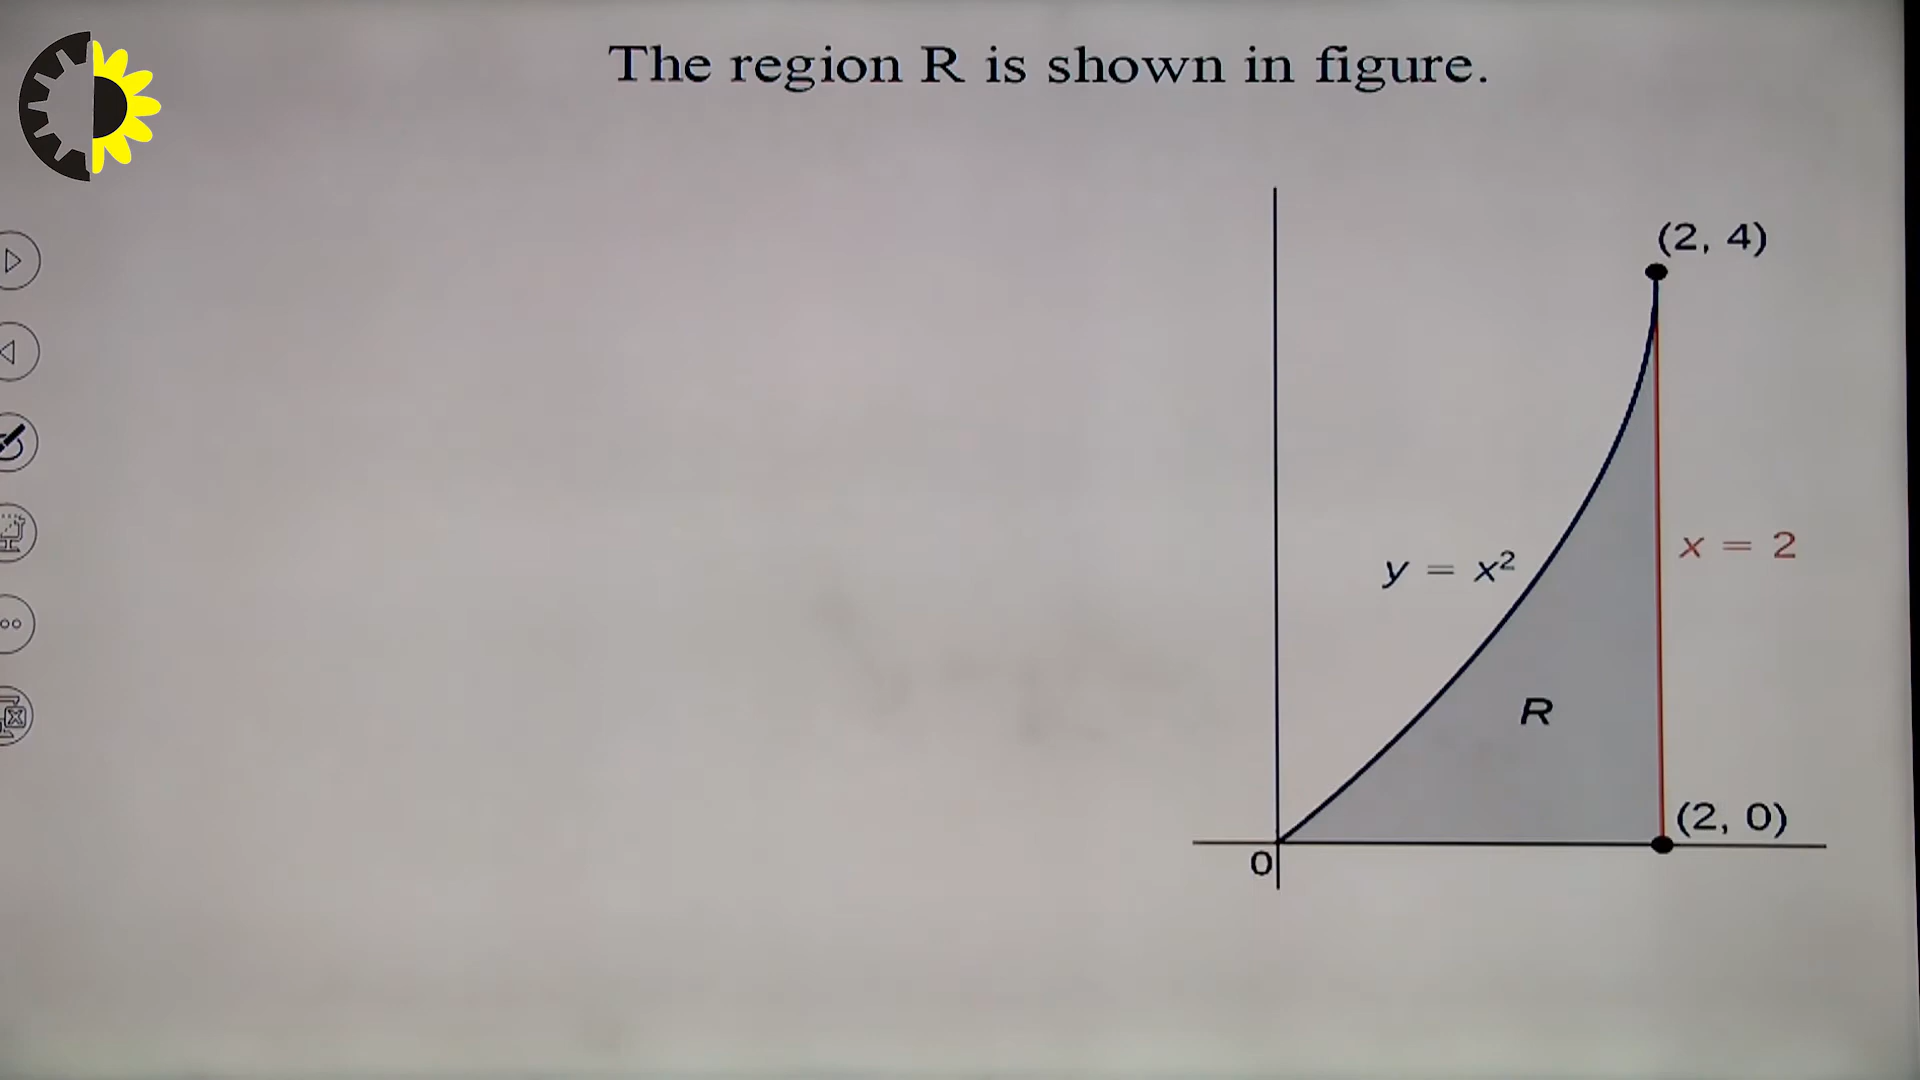 The region R is shown in figure.
(2, 4)
y = x²
x = 2
R
(2, 0)
0